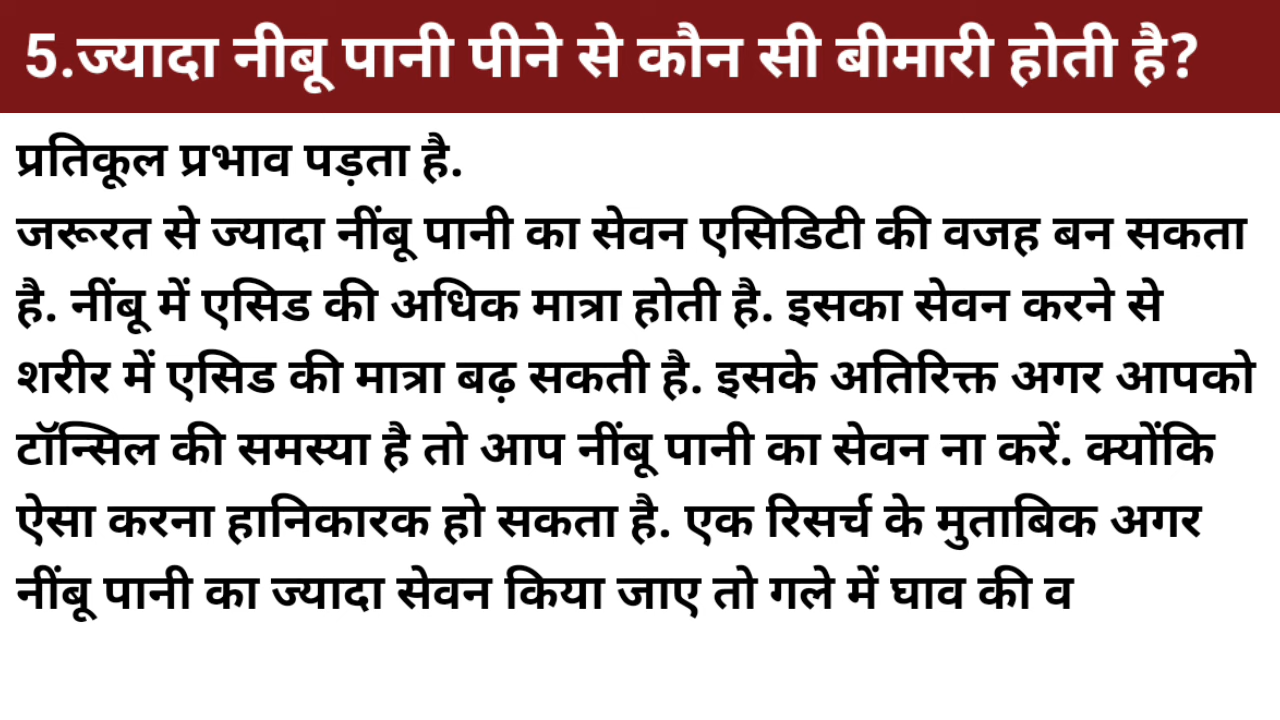 5.ज्यादा नीबू पानी पीने से कौन सी बीमारी होती है?
प्रतिकूल प्रभाव पड़ता है.
जरूरत से ज्यादा नींबू पानी का सेवन एसिडिटी की वजह बन सकता
है. नींबू में एसिड की अधिक मात्रा होती है. इसका सेवन करने से
शरीर में एसिड की मात्रा बढ़ सकती है. इसके अतिरिक्त अगर आपको
टॉन्सिल की समस्या है तो आप नींबू पानी का सेवन ना करें. क्योंकि
ऐसा करना हानिकारक हो सकता है. एक रिसर्च के मुताबिक अगर
नींबू पानी का ज्यादा सेवन किया जाए तो गले में घाव की व